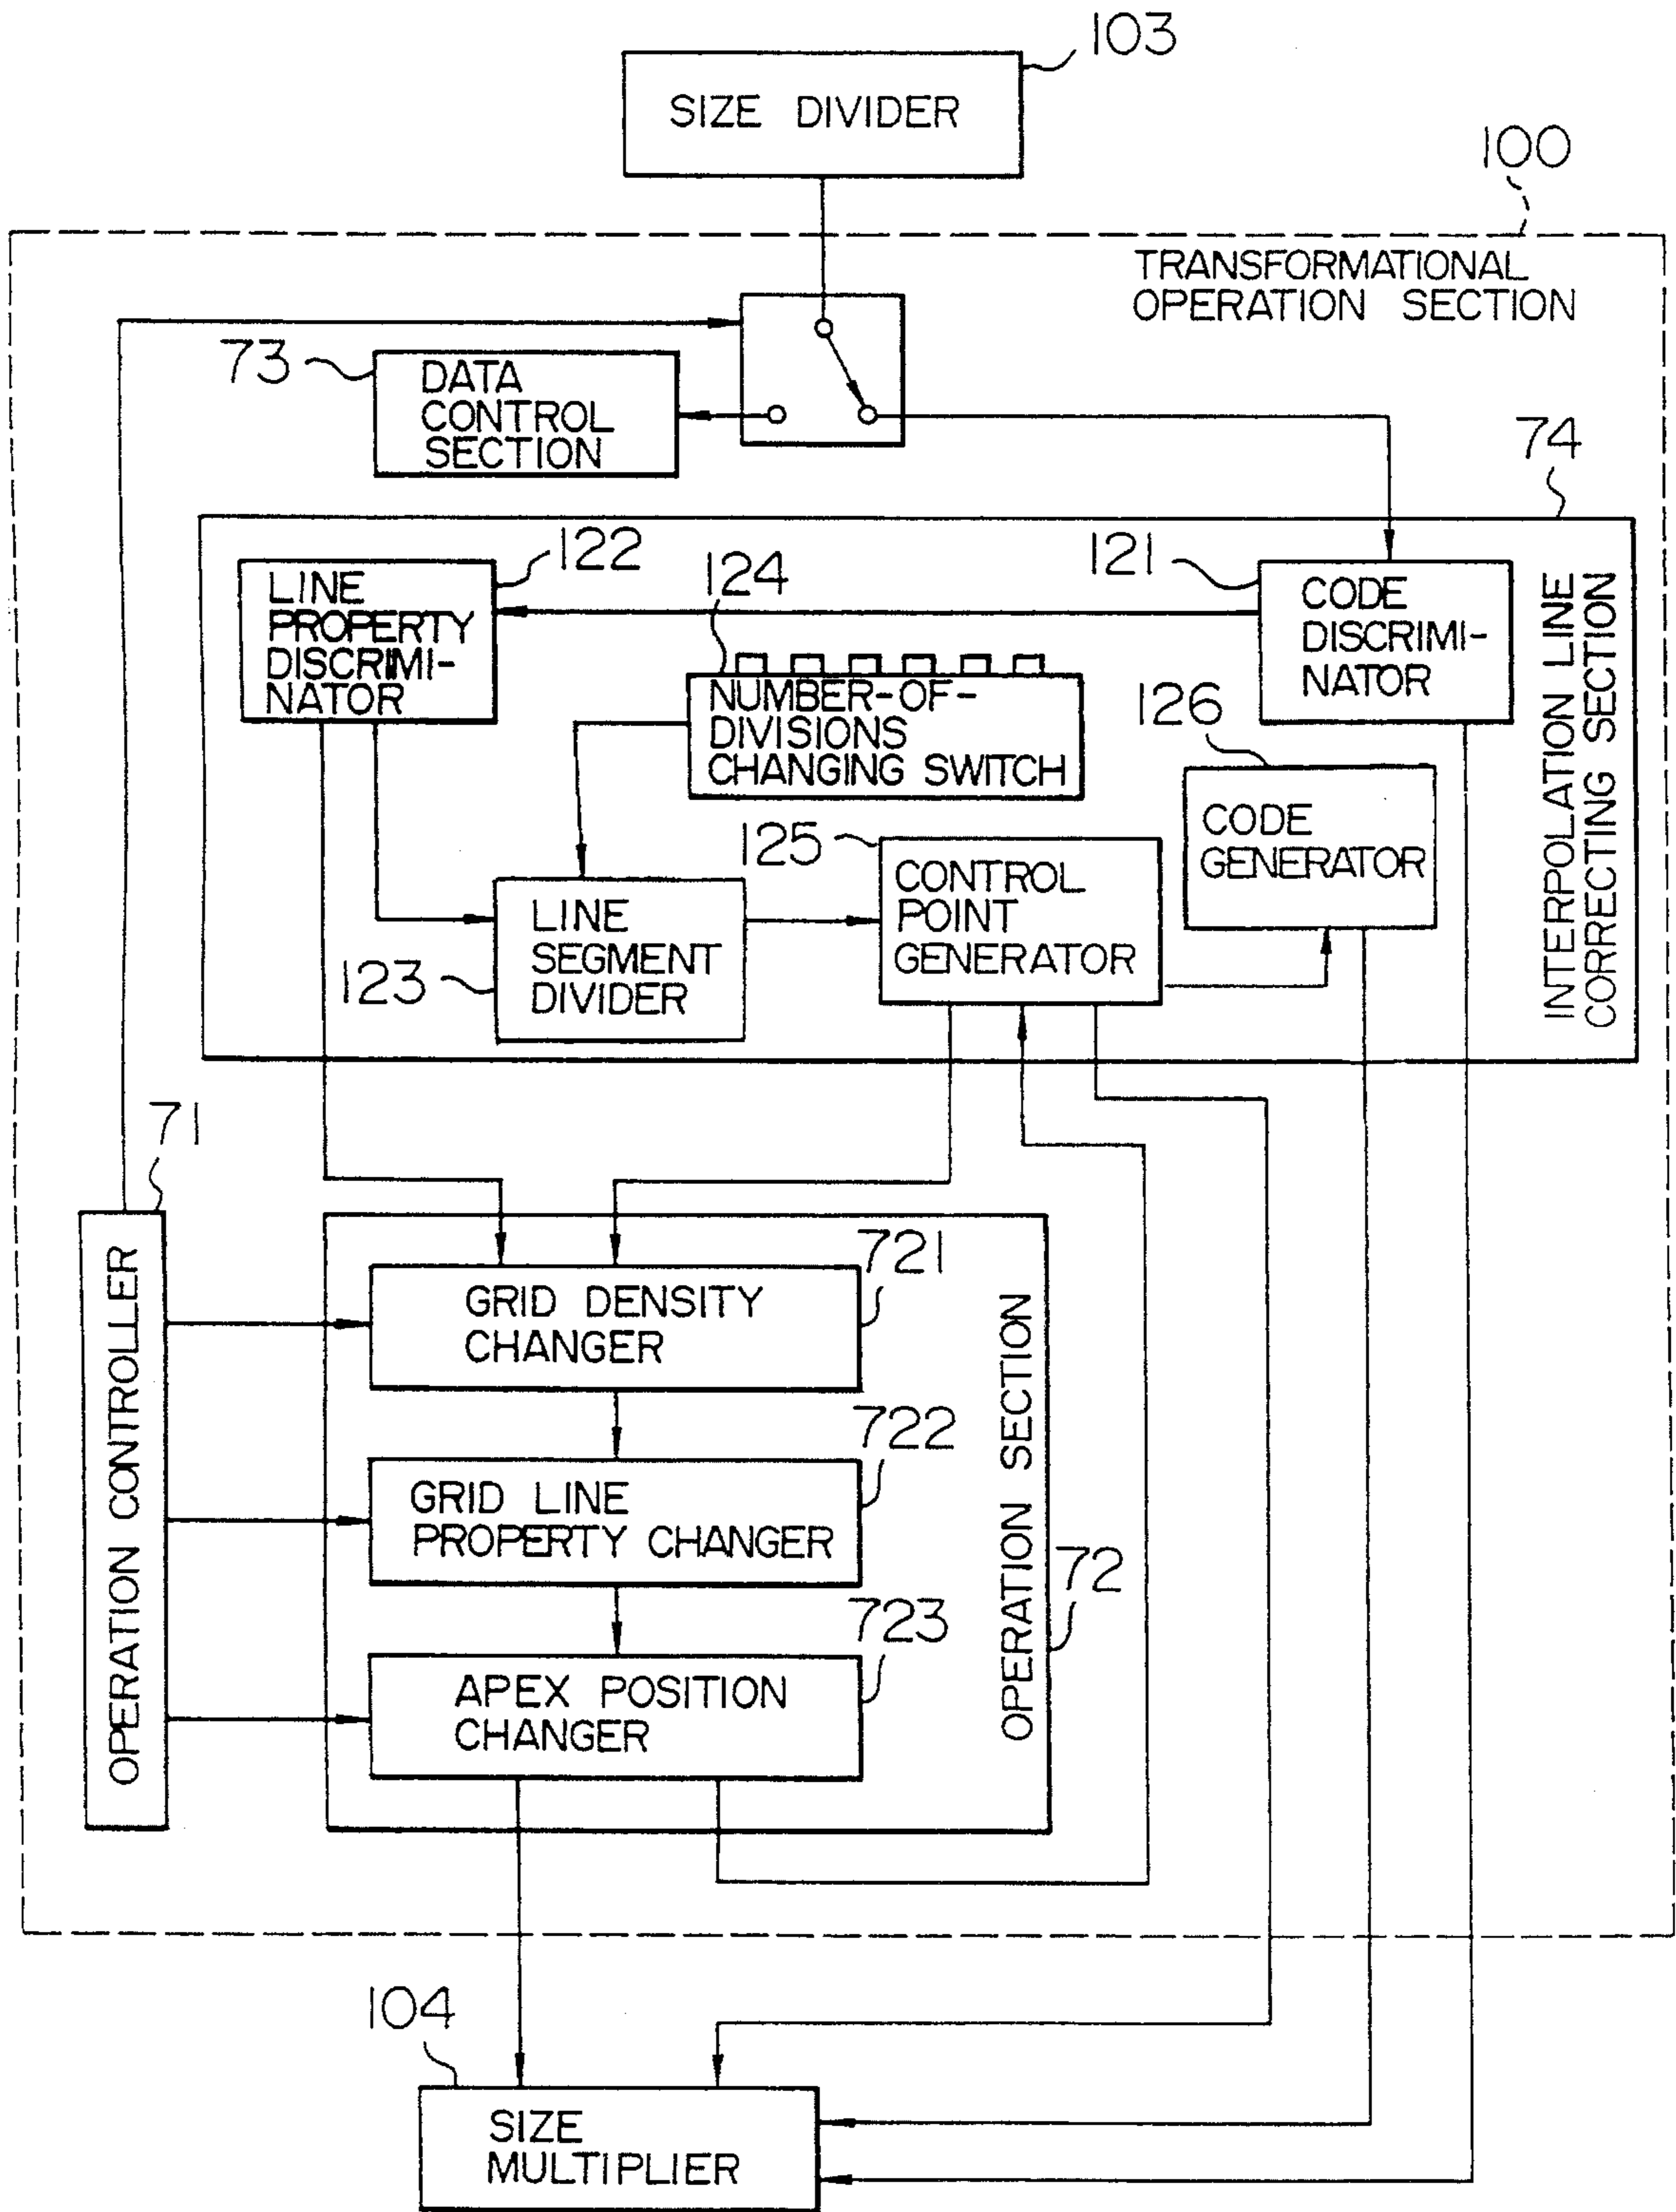 103
SIZE DIVIDER
100
TRANSFORMATIONAL
OPERATION SECTION
73
DATA
CONTROL
SECTION
74
122
LINE
PROPERTY
DISCRIMI-
NATOR
124
NUMBER-OF-
DIVISIONS
CHANGING SWITCH
121
CODE
DISCRIMI-
NATOR
INTERPOLATION LINE
CORRECTING SECTION
126
CODE
GENERATOR
125
CONTROL
POINT
GENERATOR
123
LINE
SEGMENT
DIVIDER
71
OPERATION CONTROLLER
721
GRID DENSITY
CHANGER
722
GRID LINE
PROPERTY CHANGER
723
APEX POSITION
CHANGER
OPERATION SECTION
72
104
SIZE
MULTIPLIER